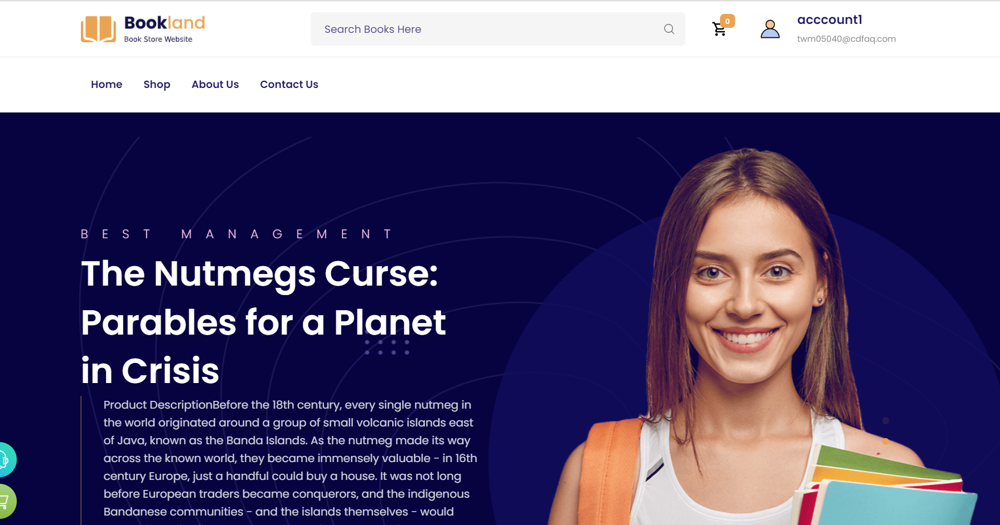 Bookland
Book Store Website
Search Books Here
0
acccount1
twm05040@cdfaq.com
Home
Shop
About Us
Contact Us
BEST MANAGEMENT
The Nutmegs Curse:
Parables for a Planet
in Crisis
Product DescriptionBefore the 18th century, every single nutmeg in
the world originated around a group of small volcanic islands east
of Java, known as the Banda Islands. As the nutmeg made its way
across the known world, they became immensely valuable - in 16th
century Europe, just a handful could buy a house. It was not long
before European traders became conquerors, and the indigenous
Bandanese communities - and the islands themselves - would